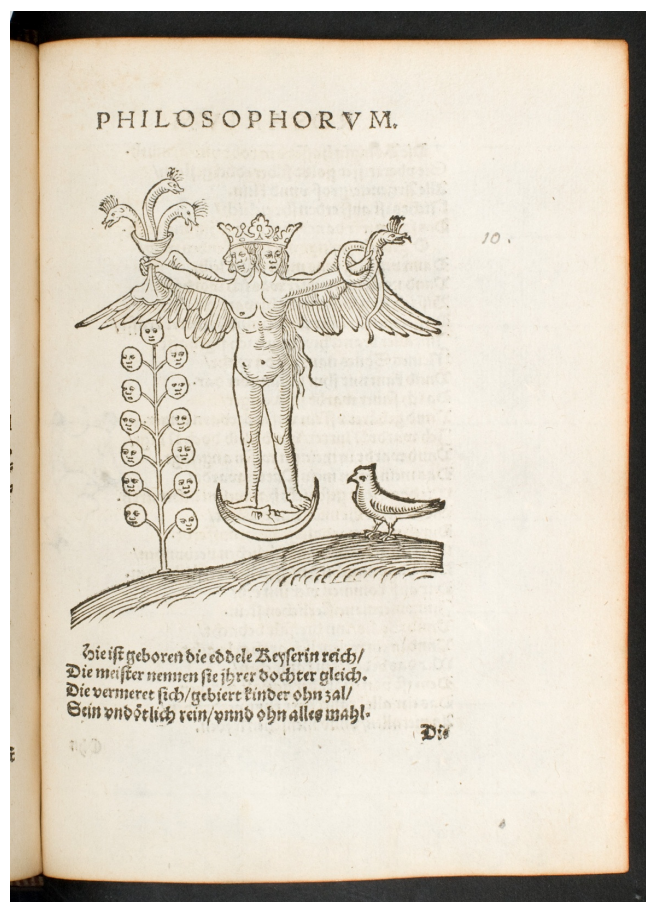 PHILOSOPHORVM.
10.
Hie ist geboren die eddele Keyserin reich/
Die meister nennen sie jhrer dochter gleich.
Die vermeret sich/gebiert kinder ohn zal/
Sein vndötlich rein/vnnd ohn alles mahl.
Die